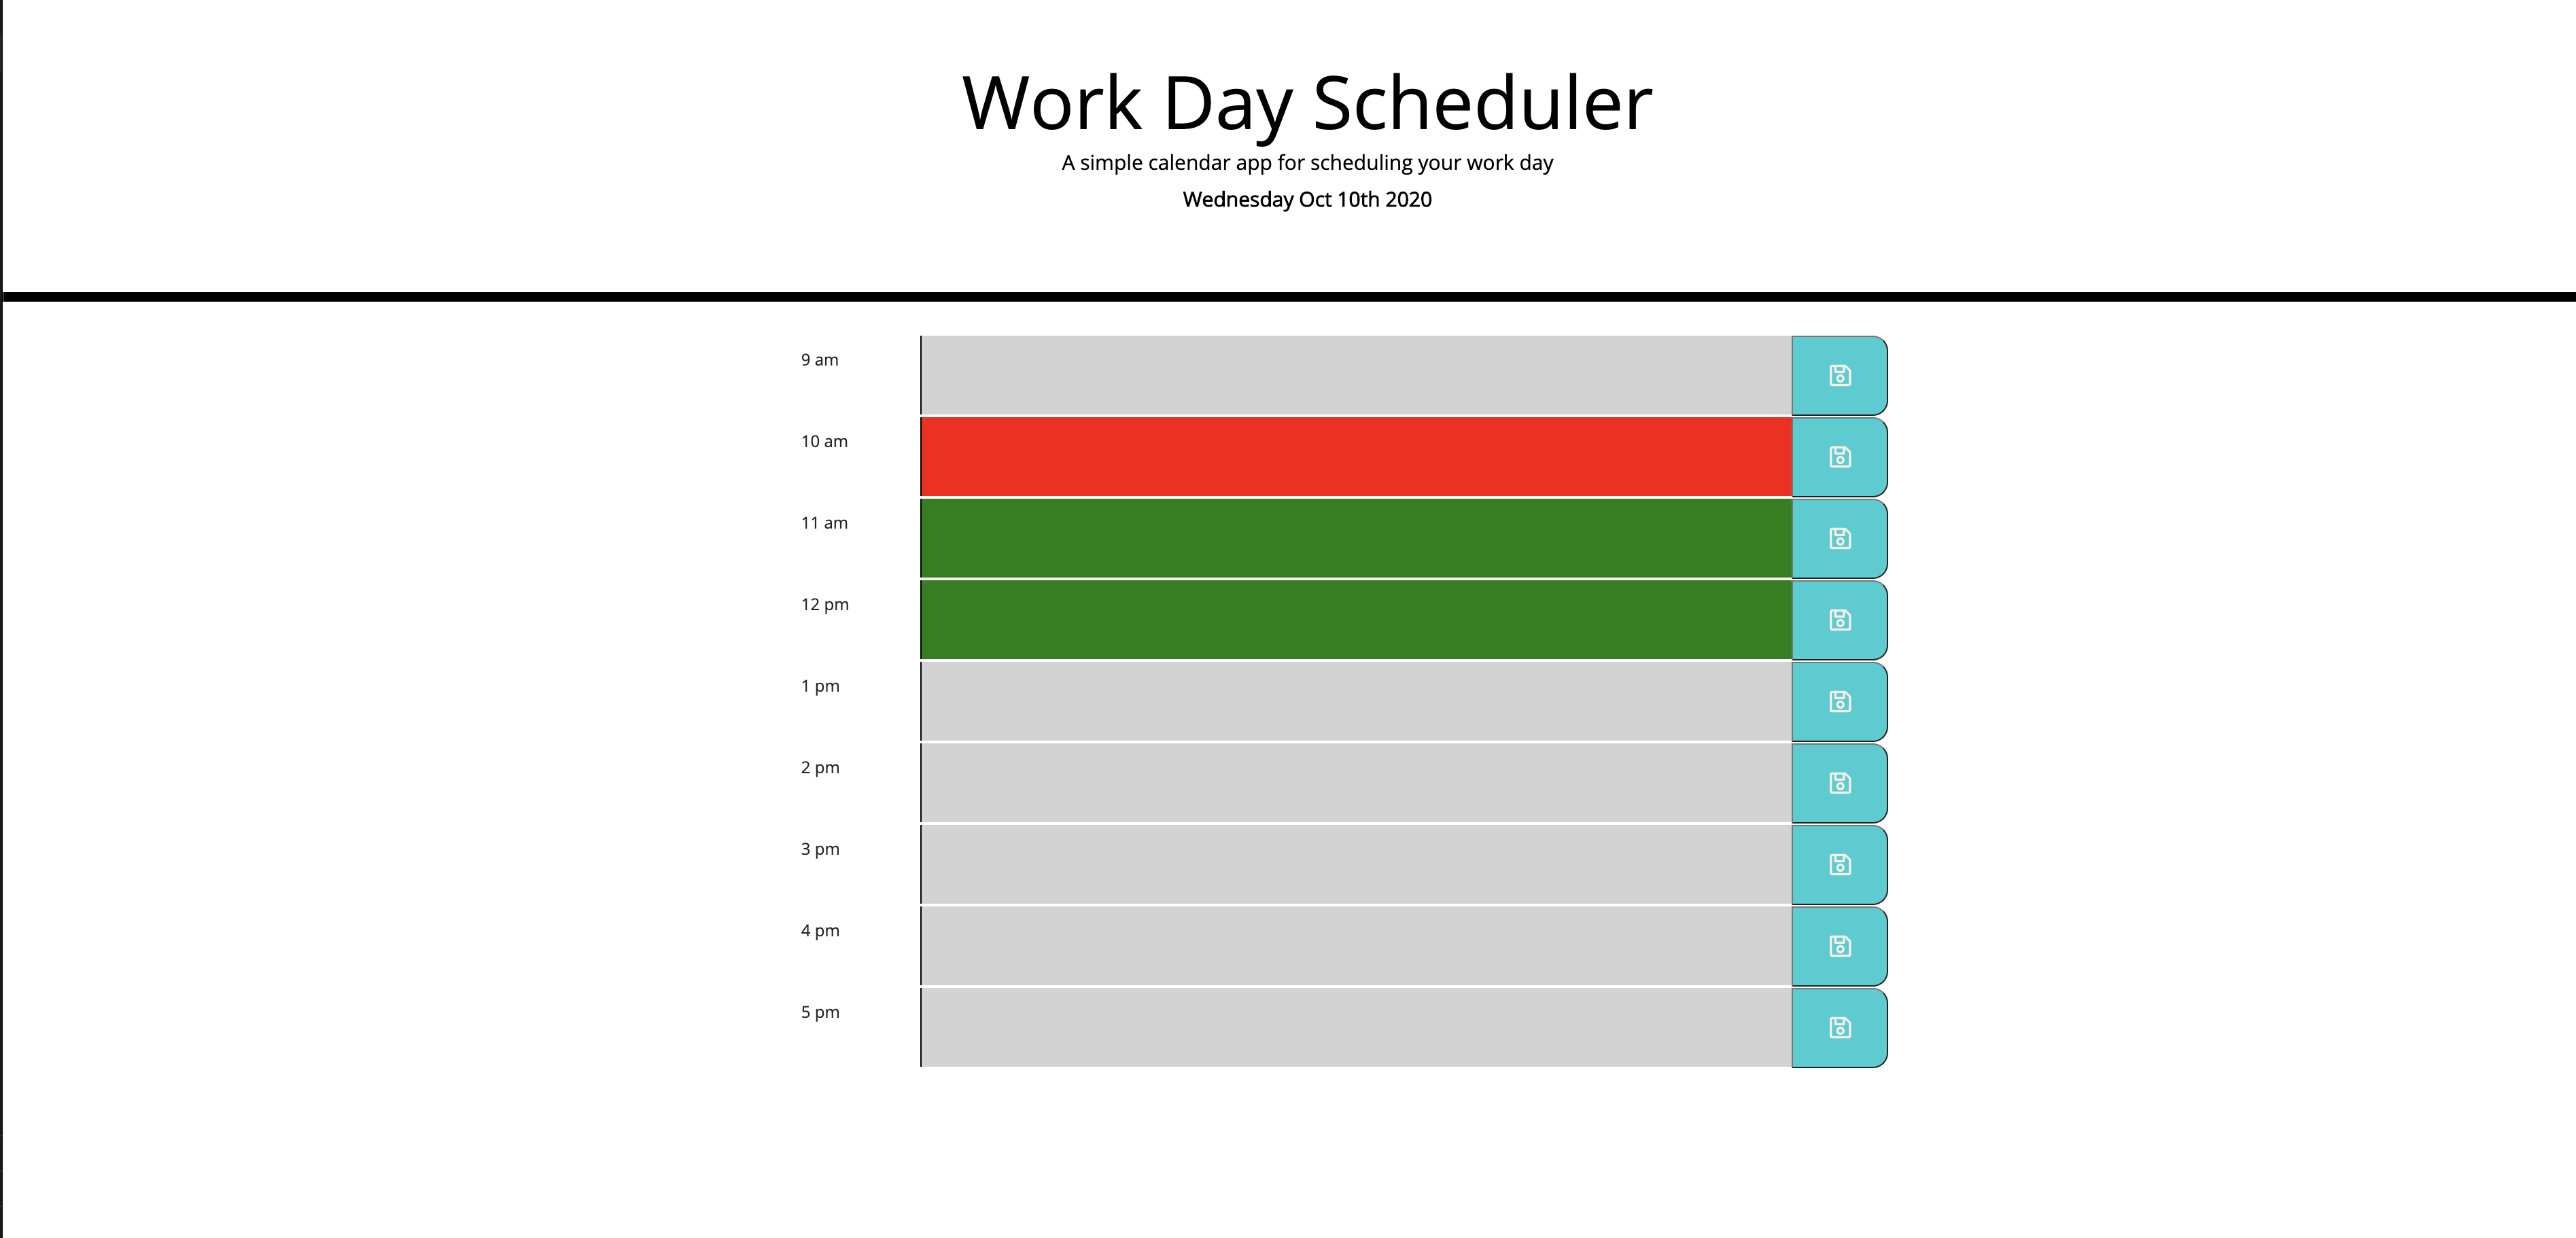 Work Day Scheduler
A simple calendar app for scheduling your work day
Wednesday Oct 10th 2020
9 am
10 am
11 am
12 pm
1 pm
2 pm
3 pm
4 pm
5 pm